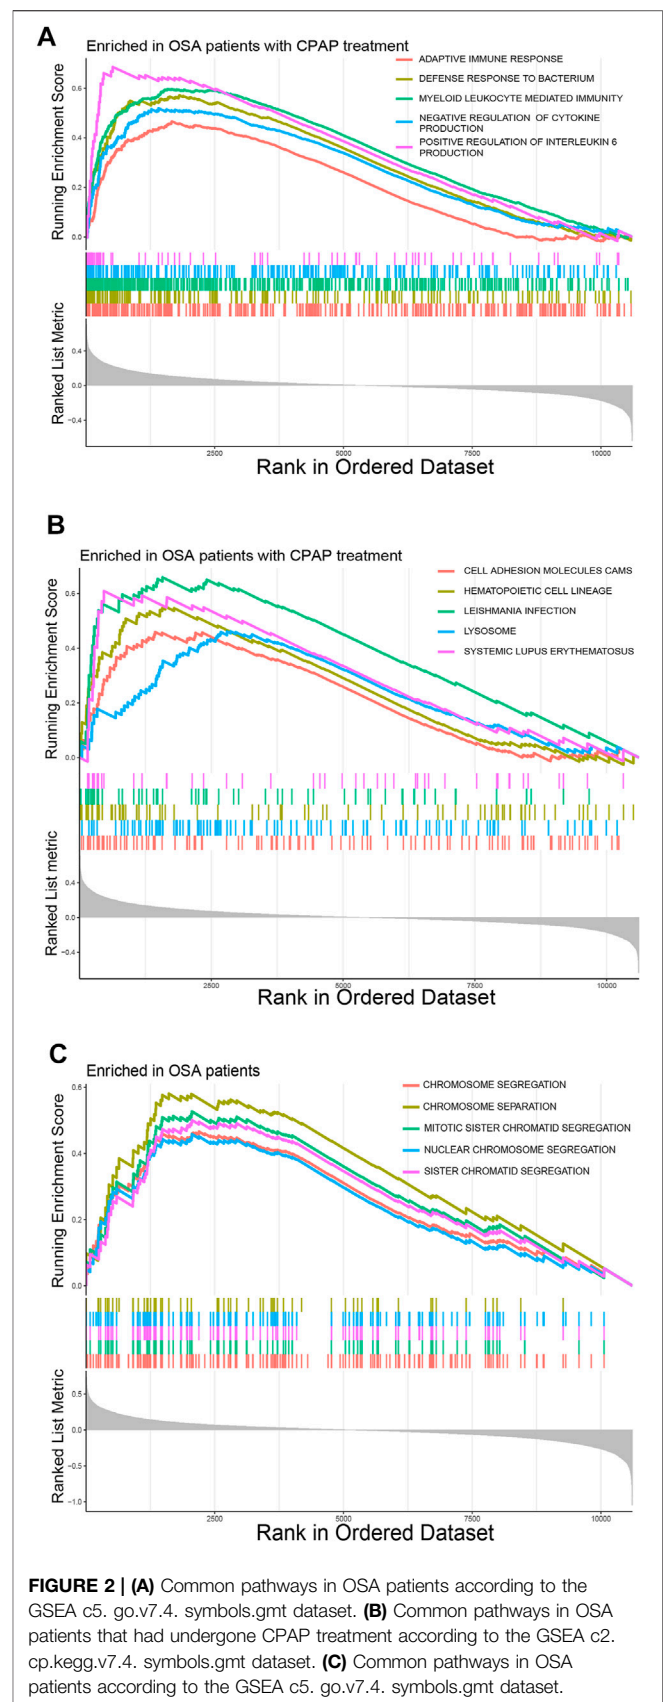 A
Enriched in OSA patients with CPAP treatment
ADAPTIVE IMMUNE RESPONSE
DEFENSE RESPONSE TO BACTERIUM
MYELOID LEUKOCYTE MEDIATED IMMUNITY
NEGATIVE REGULATION OF CYTOKINE
PRODUCTION
POSITIVE REGULATION OF INTERLEUKIN 6
PRODUCTION
Running Enrichment Score
0.6
0.4
0.2
0.0
Ranked List Metric
0.4
0.0
−0.4
2500
5000
7500
10000
Rank in Ordered Dataset
B
Enriched in OSA patients with CPAP treatment
CELL ADHESION MOLECULES CAMS
HEMATOPOIETIC CELL LINEAGE
LEISHMANIA INFECTION
LYSOSOME
SYSTEMIC LUPUS ERYTHEMATOSUS
Running Enrichment Score
0.6
0.4
0.2
0.0
Ranked List metric
0.4
0.0
−0.4
2500
5000
7500
10000
Rank in Ordered Dataset
C
Enriched in OSA patients
CHROMOSOME SEGREGATION
CHROMOSOME SEPARATION
MITOTIC SISTER CHROMATID SEGREGATION
NUCLEAR CHROMOSOME SEGREGATION
SISTER CHROMATID SEGREGATION
Running Enrichment Score
0.6
0.4
0.2
0.0
Ranked List Metric
0.5
0.0
−0.5
−1.0
2500
5000
7500
10000
Rank in Ordered Dataset
FIGURE 2 | (A) Common pathways in OSA patients according to the
GSEA c5. go.v7.4. symbols.gmt dataset. (B) Common pathways in OSA
patients that had undergone CPAP treatment according to the GSEA c2.
cp.kegg.v7.4. symbols.gmt dataset. (C) Common pathways in OSA
patients according to the GSEA c5. go.v7.4. symbols.gmt dataset.